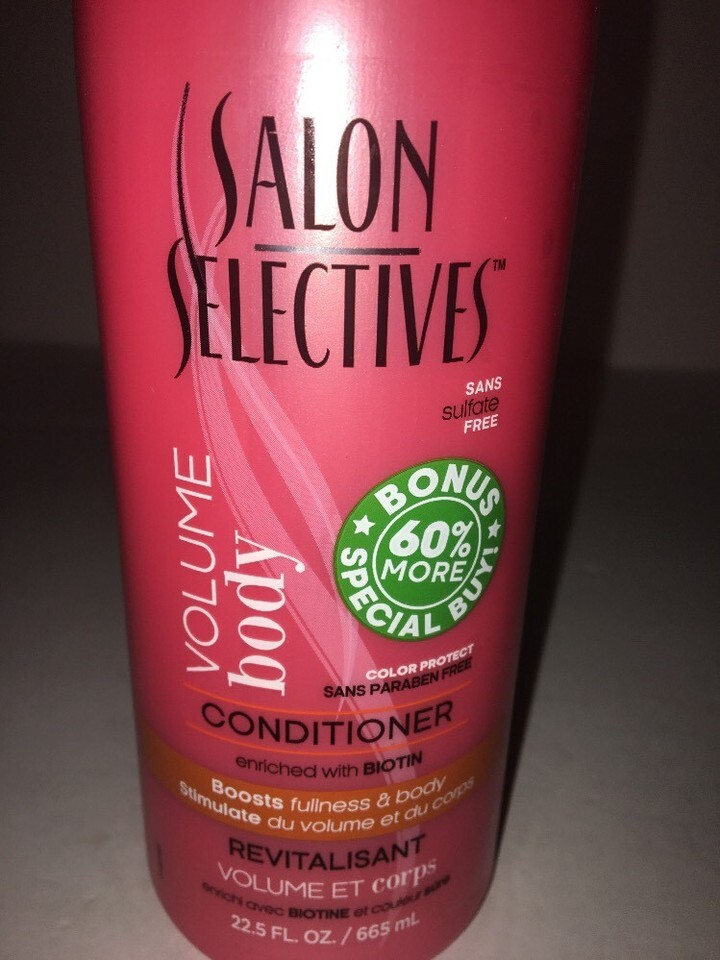 SALON
SELECTIVES™
SANS
sulfate
FREE
VOLUME
body
BONUS
60%
MORE
SPECIAL BUY!
COLOR PROTECT
SANS PARABEN FREE
CONDITIONER
enriched with BIOTIN
Boosts fullness & body
Stimulate du volume et du corps
REVITALISANT
VOLUME ET corps
enrichi avec BIOTINE et couleur sûre
22.5 FL. OZ. / 665 mL